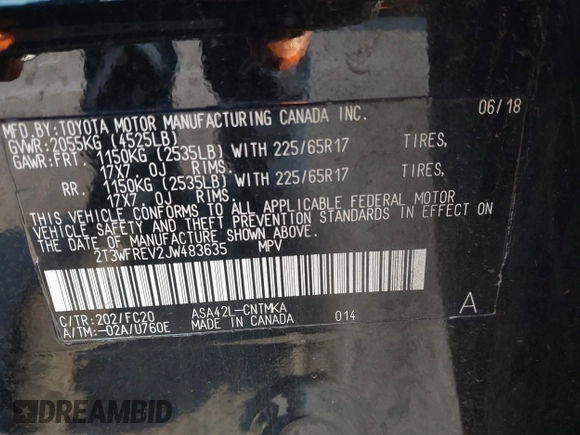 MFD.BY:TOYOTA MOTOR MANUFACTURING CANADA INC. 06/18
GVWR:2055KG (4525LB)
GAWR:FRT. 1150KG (2535LB) WITH 225/65R17 TIRES,
17X7. 0J RIMS.
RR. 1150KG (2535LB) WITH 225/65R17 TIRES,
17X7. 0J RIMS.
THIS VEHICLE CONFORMS TO ALL APPLICABLE FEDERAL MOTOR
VEHICLE SAFETY AND THEFT PREVENTION STANDARDS IN EFFECT ON
THE DATE OF MANUFACTURE SHOWN ABOVE.
2T3WFREV2JW483635 MPV
C/TR:202/FC20 ASA42L-CNTMKA
A/TM:-02A/U760E MADE IN CANADA 014 A
DREAMBID